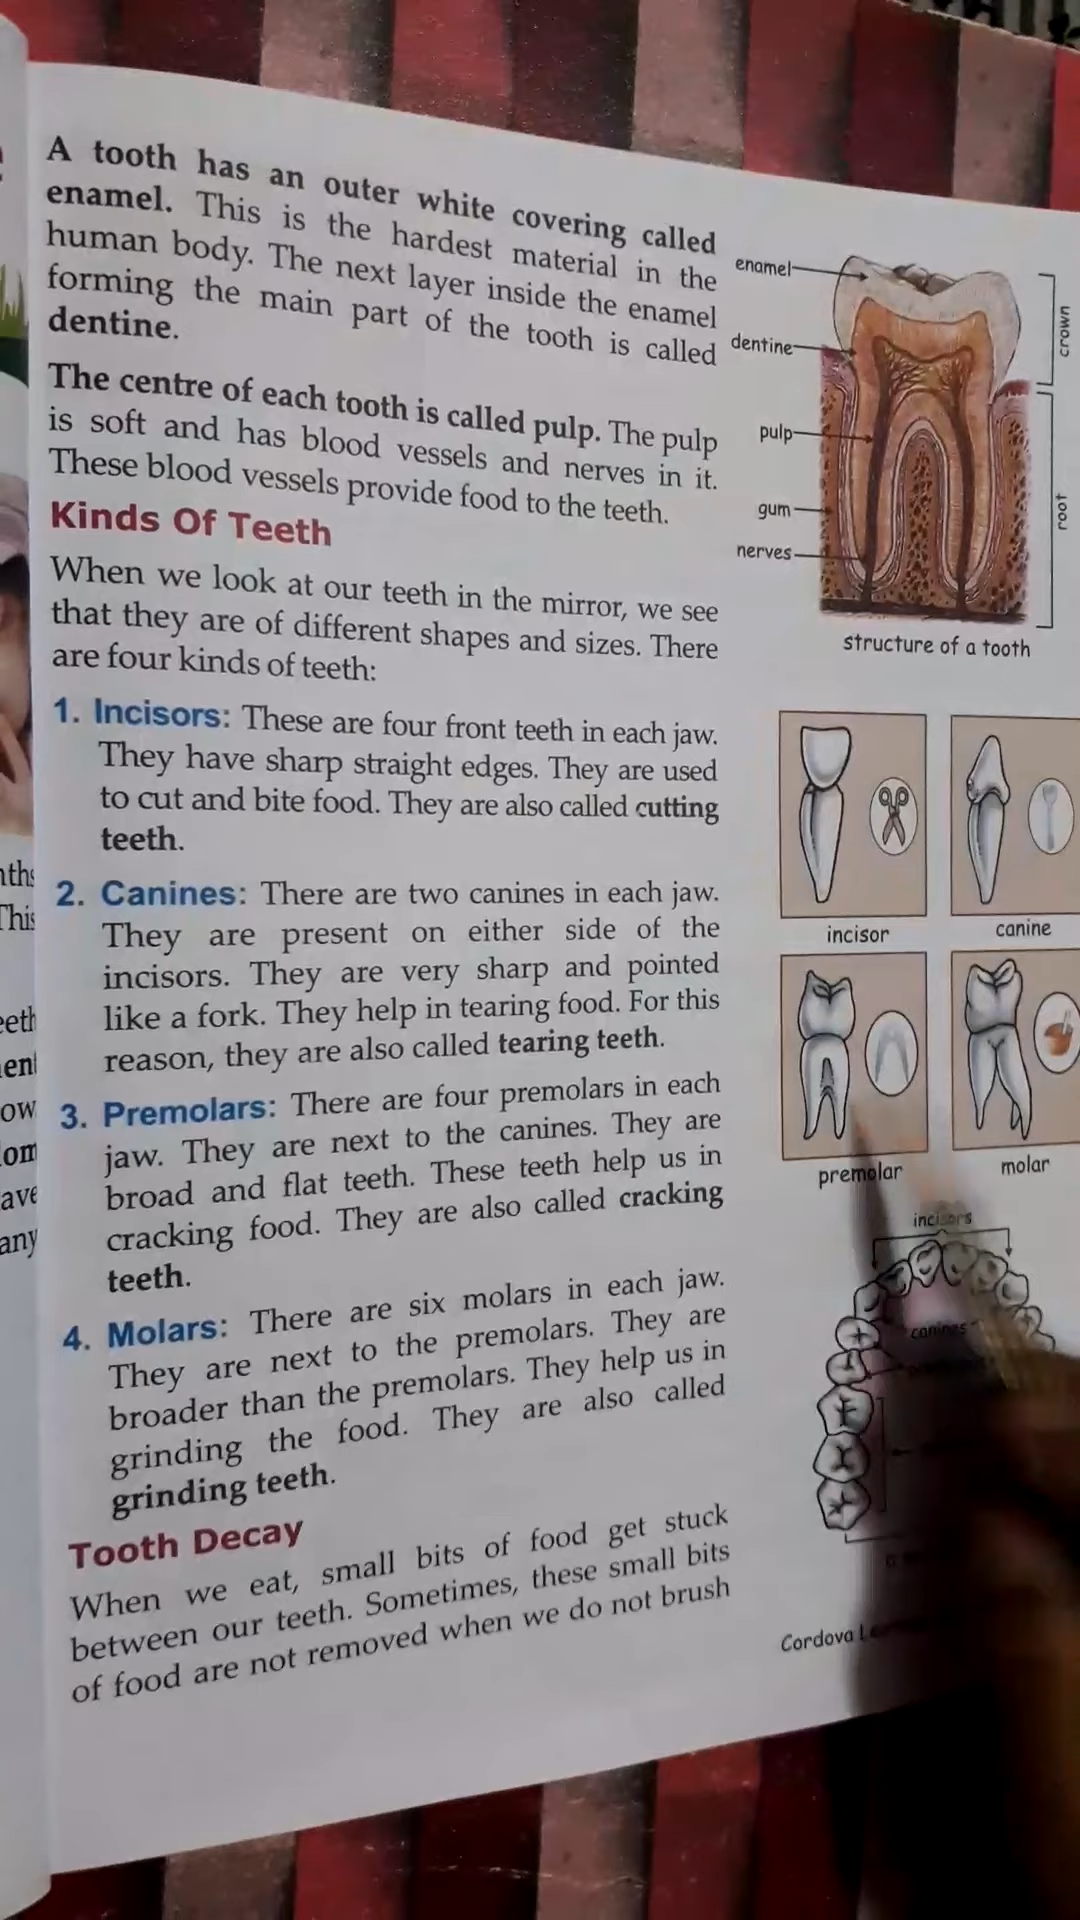 A tooth has an outer white covering called
enamel. This is the hardest material in the
human body. The next layer inside the enamel
forming the main part of the tooth is called
dentine.
The centre of each tooth is called pulp. The pulp
is soft and has blood vessels and nerves in it.
These blood vessels provide food to the teeth.
Kinds Of Teeth
When we look at our teeth in the mirror, we see
that they are of different shapes and sizes. There
are four kinds of teeth:
1. Incisors: These are four front teeth in each jaw.
They have sharp straight edges. They are used
to cut and bite food. They are also called cutting
teeth.
2. Canines: There are two canines in each jaw.
They are present on either side of the
incisors. They are very sharp and pointed
like a fork. They help in tearing food. For this
reason, they are also called tearing teeth.
3. Premolars: There are four premolars in each
jaw. They are next to the canines. They are
broad and flat teeth. These teeth help us in
cracking food. They are also called cracking
teeth.
4. Molars: There are six molars in each jaw.
They are next to the premolars. They are
broader than the premolars. They help us in
grinding the food. They are also called
grinding teeth.
Tooth Decay
When we eat, small bits of food get stuck
between our teeth. Sometimes, these small bits
of food are not removed when we do not brush
enamel
dentine
pulp
gum
nerves
crown
root
structure of a tooth
incisor
canine
premolar
molar
incisors
canines
Cordova